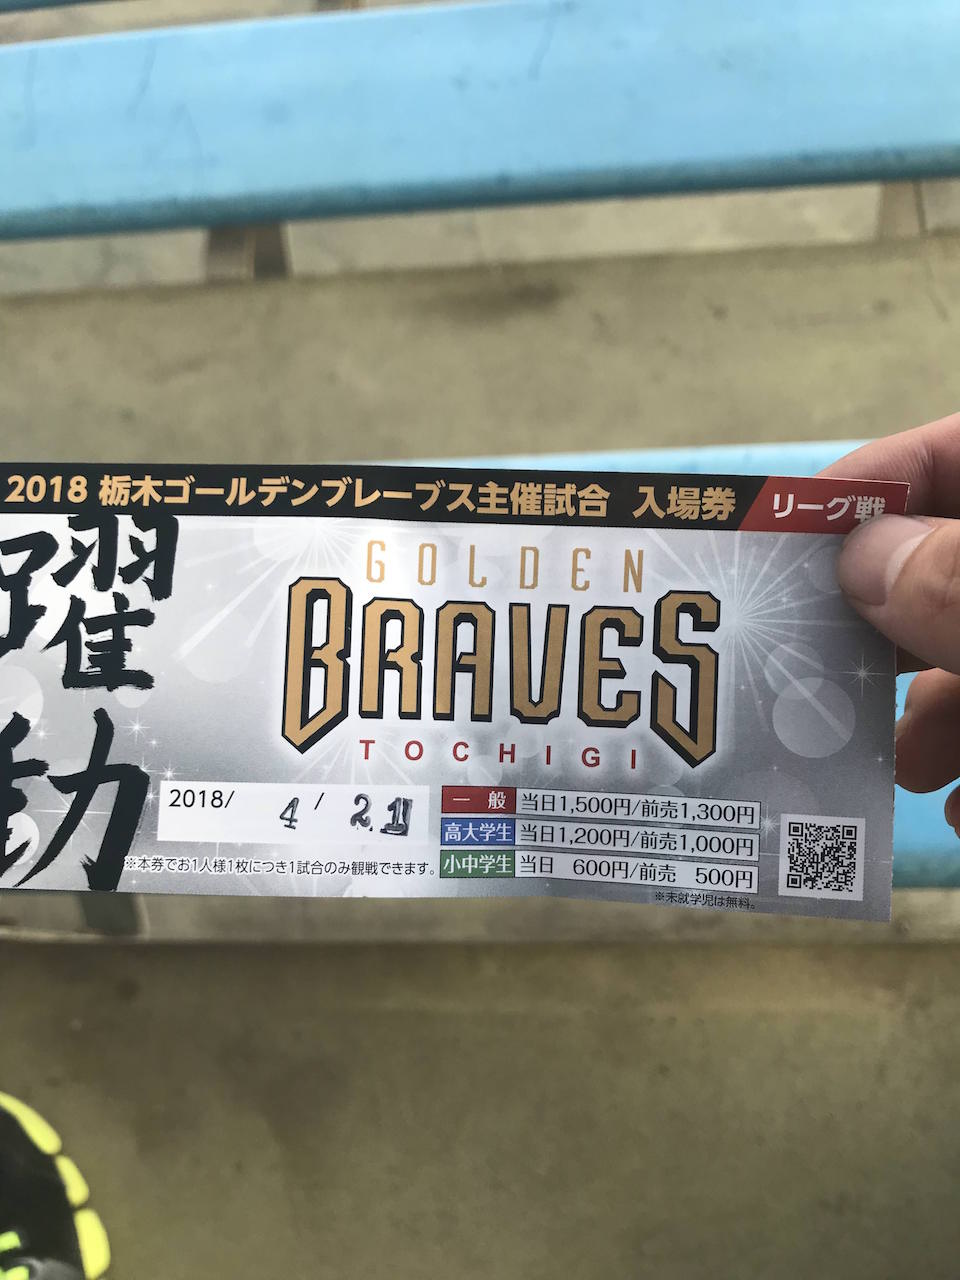 2018 栃木ゴールデンブレーブス主催試合 入場券 リーグ戦
躍動
GOLDEN
BRAVES
TOCHIGI
2018/ 4 / 21
※本券でお1人様1枚につき1試合のみ観戦できます。
一般 当日1,500円/前売1,300円
高大学生 当日1,200円/前売1,000円
小中学生 当日 600円/前売 500円
※未就学児は無料。